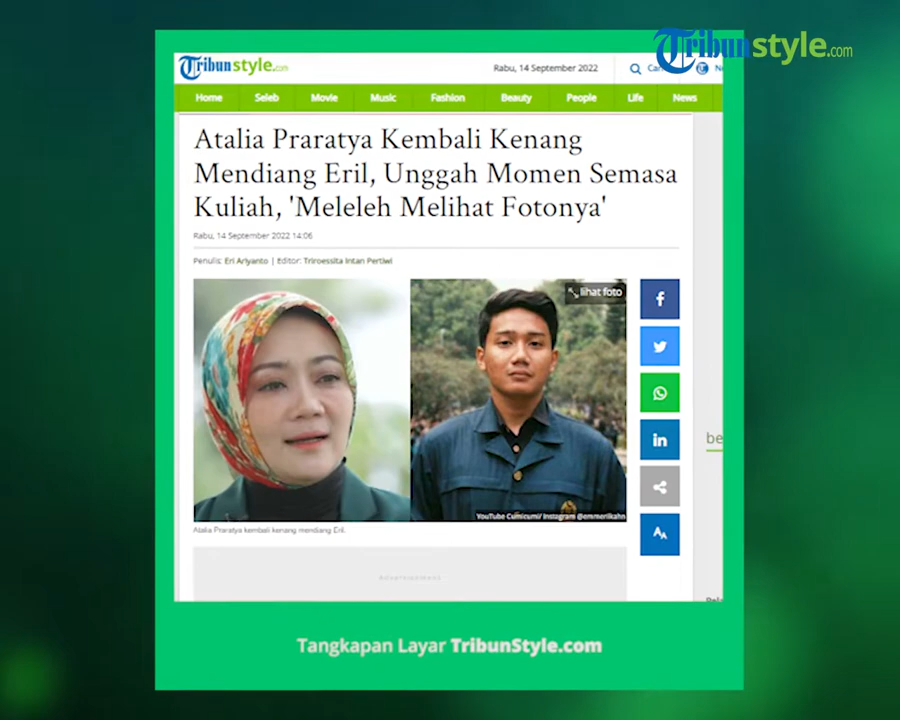 Tribunstyle.com
Tribunstyle.com
Rabu, 14 September 2022
Home Seleb Movie Music Fashion Beauty People Life News
Atalia Praratya Kembali Kenang
Mendiang Eril, Unggah Momen Semasa
Kuliah, 'Meleleh Melihat Fotonya'
Rabu, 14 September 2022 14:06
Penulis: Eri Ariyanto | Editor: Triroessita Intan Pertiwi
lihat foto
YouTube Cumicumi/ Instagram @emmerilkahn
Atalia Praratya kembali kenang mendiang Eril.
be
Advertisement
Tangkapan Layar TribunStyle.com